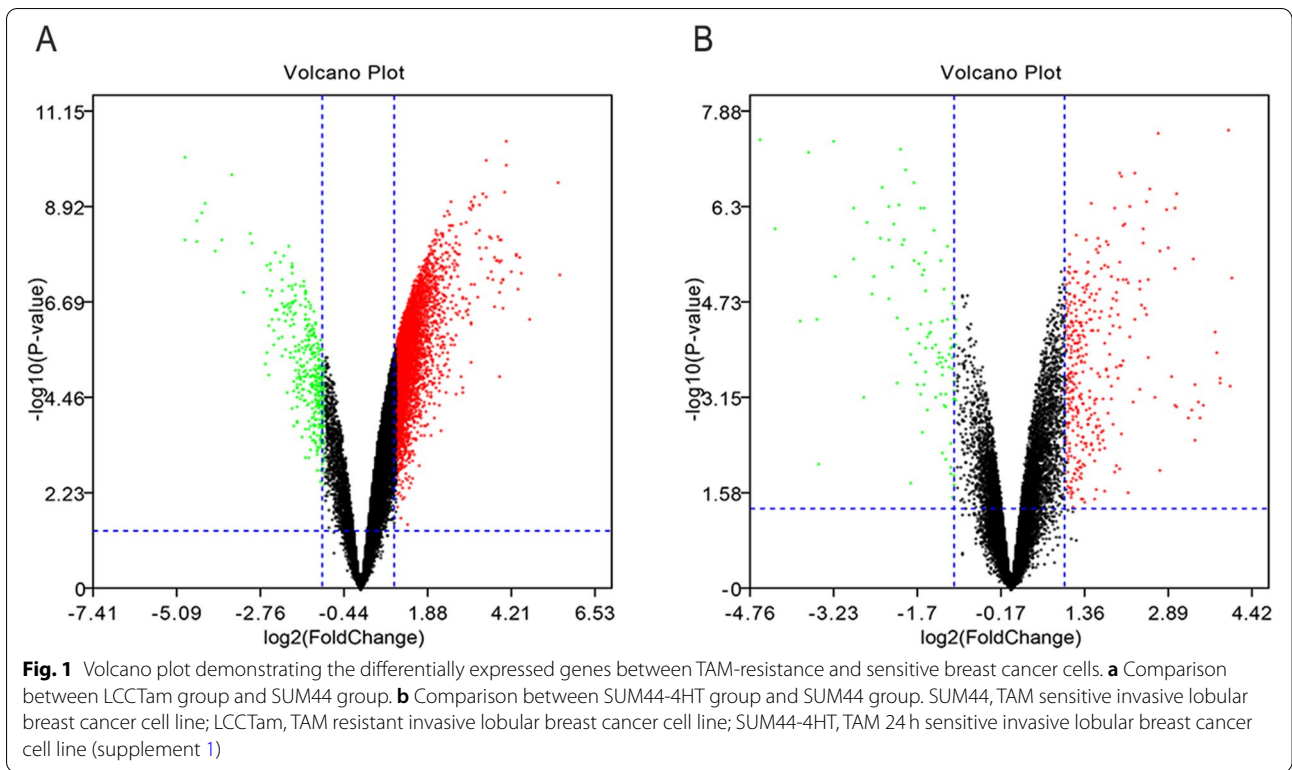 A
Volcano Plot
11.15
8.92
6.69
4.46
2.23
0
-log10(P-value)
-7.41 -5.09 -2.76 -0.44 1.88 4.21 6.53
log2(FoldChange)
B
Volcano Plot
7.88
6.3
4.73
3.15
1.58
-0
-log10(P-value)
-4.76 -3.23 -1.7 -0.17 1.36 2.89 4.42
log2(FoldChange)
Fig. 1 Volcano plot demonstrating the differentially expressed genes between TAM-resistance and sensitive breast cancer cells. a Comparison
between LCCTam group and SUM44 group. b Comparison between SUM44-4HT group and SUM44 group. SUM44, TAM sensitive invasive lobular
breast cancer cell line; LCCTam, TAM resistant invasive lobular breast cancer cell line; SUM44-4HT, TAM 24 h sensitive invasive lobular breast cancer
cell line (supplement 1)